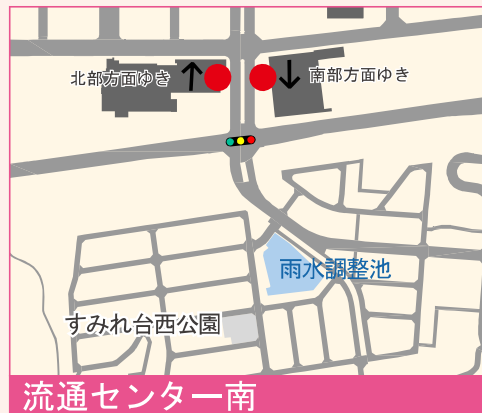 北部方面ゆき
南部方面ゆき
雨水調整池
すみれ台西公園
流通センター南